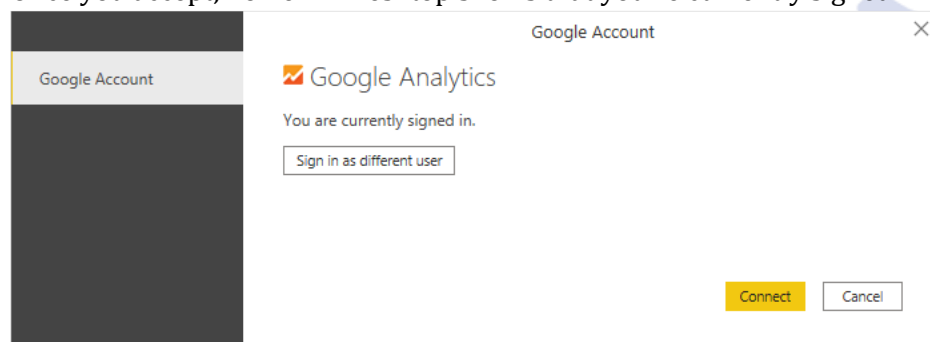 Google Account
Google Account
Google Analytics
You are currently signed in.
Sign in as different user
Connect
Cancel